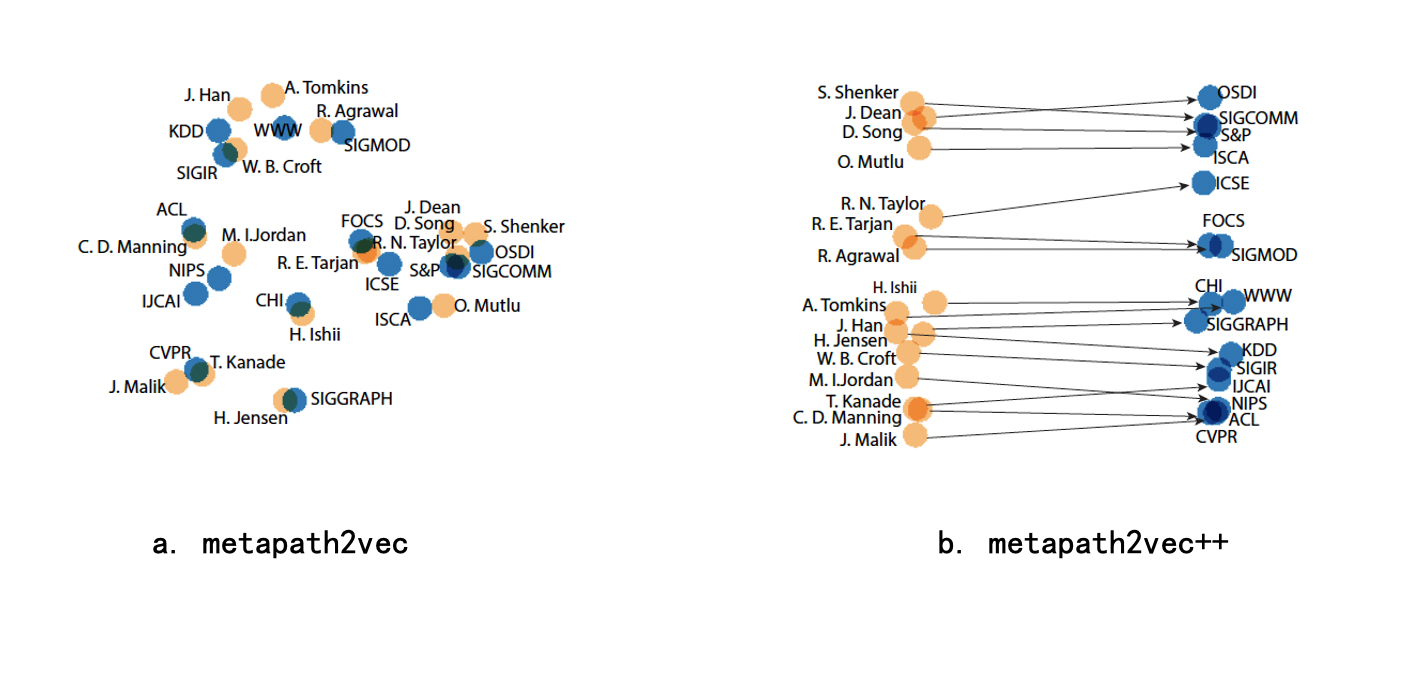 A. Tomkins
J. Han
R. Agrawal
KDD
WWW
SIGMOD
W. B. Croft
SIGIR
ACL
J. Dean
FOCS
D. Song
S. Shenker
M. I.Jordan
C. D. Manning
R. N. Taylor
OSDI
R. E. Tarjan
NIPS
S&P
SIGCOMM
ICSE
IJCAI
CHI
O. Mutlu
ISCA
H. Ishii
CVPR
T. Kanade
J. Malik
SIGGRAPH
H. Jensen
a. metapath2vec
S. Shenker
OSDI
J. Dean
SIGCOMM
D. Song
S&P
O. Mutlu
ISCA
ICSE
R. N. Taylor
R. E. Tarjan
FOCS
R. Agrawal
SIGMOD
H. Ishii
CHI
WWW
A. Tomkins
J. Han
SIGGRAPH
H. Jensen
KDD
W. B. Croft
SIGIR
M. I.Jordan
IJCAI
T. Kanade
NIPS
C. D. Manning
ACL
J. Malik
CVPR
b. metapath2vec++